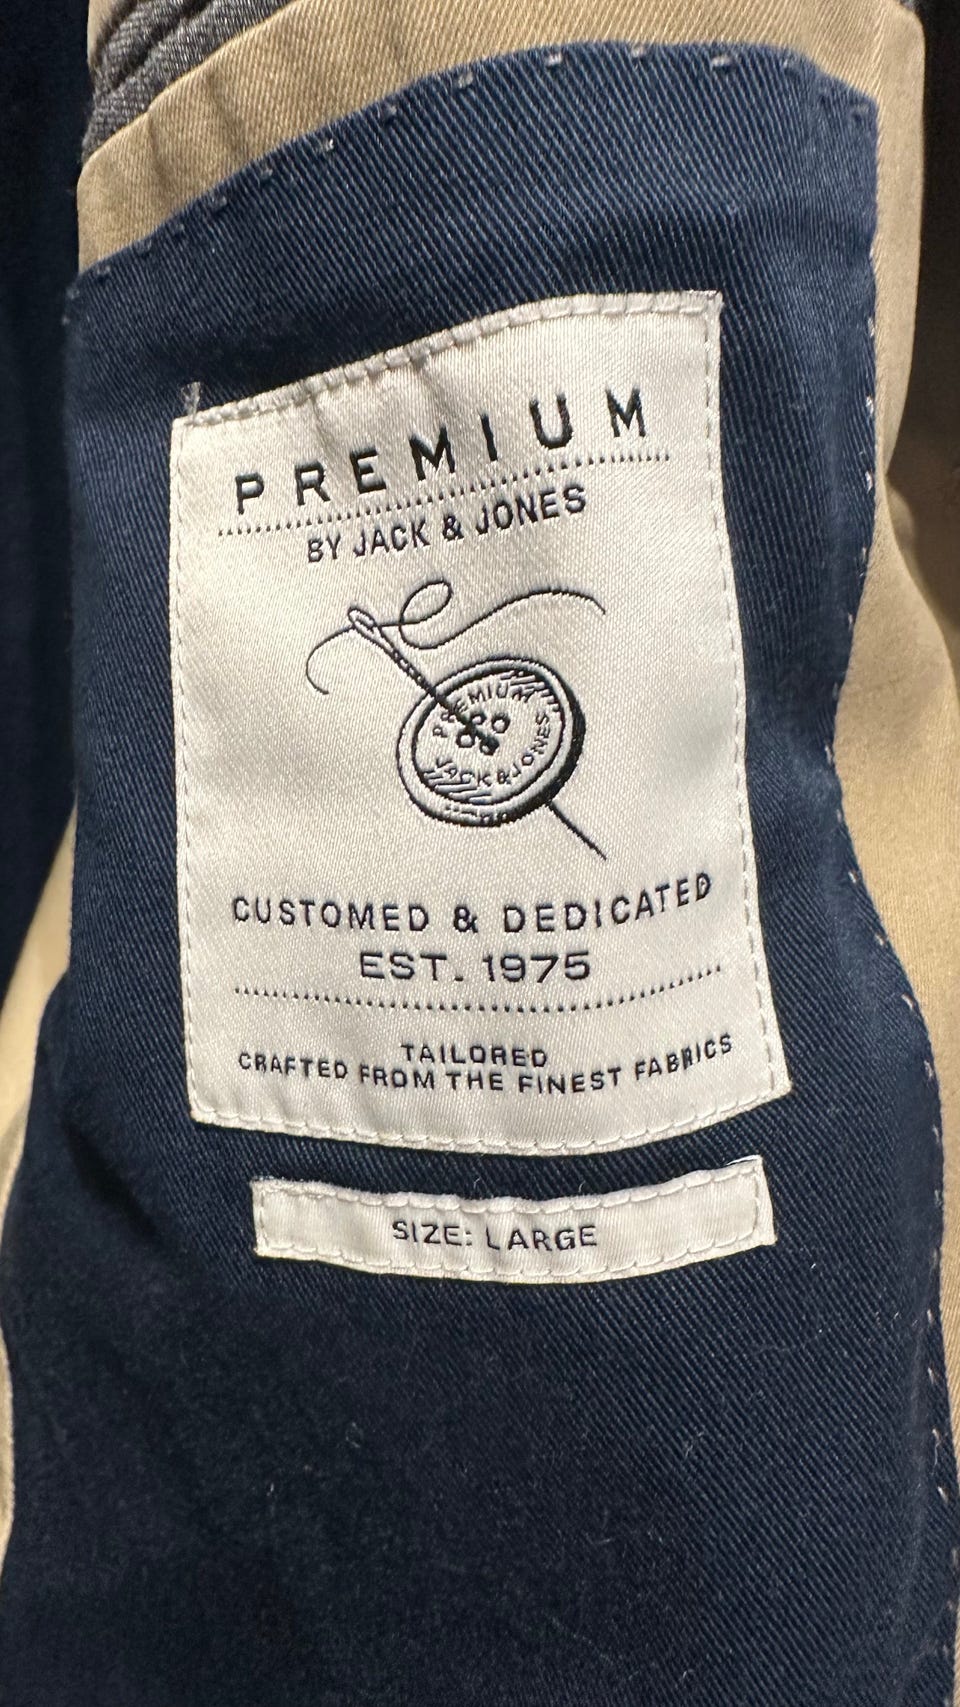 PREMIUM
BY JACK & JONES
PREMIUM
JACK&JONES
CUSTOMED & DEDICATED
EST. 1975
TAILORED
CRAFTED FROM THE FINEST FABRICS
SIZE: LARGE